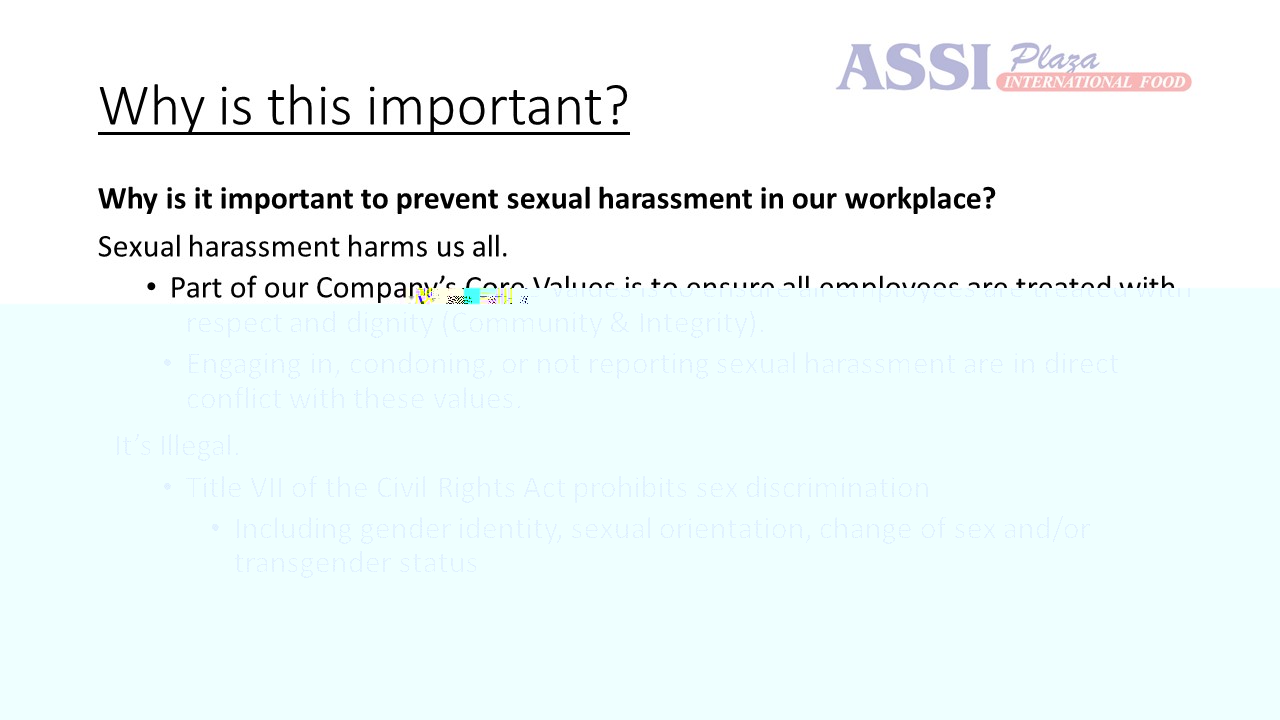 ASSI Plaza
INTERNATIONAL FOOD
Why is this important?
Why is it important to prevent sexual harassment in our workplace?
Sexual harassment harms us all.
• Part of our Company's Core Values is to ensure all employees are treated with
respect and dignity (Community & Integrity).
• Engaging in, condoning, or not reporting sexual harassment are in direct
conflict with these values.
It's Illegal.
• Title VII of the Civil Rights Act prohibits sex discrimination
• Including gender identity, sexual orientation, change of sex and/or
transgender status